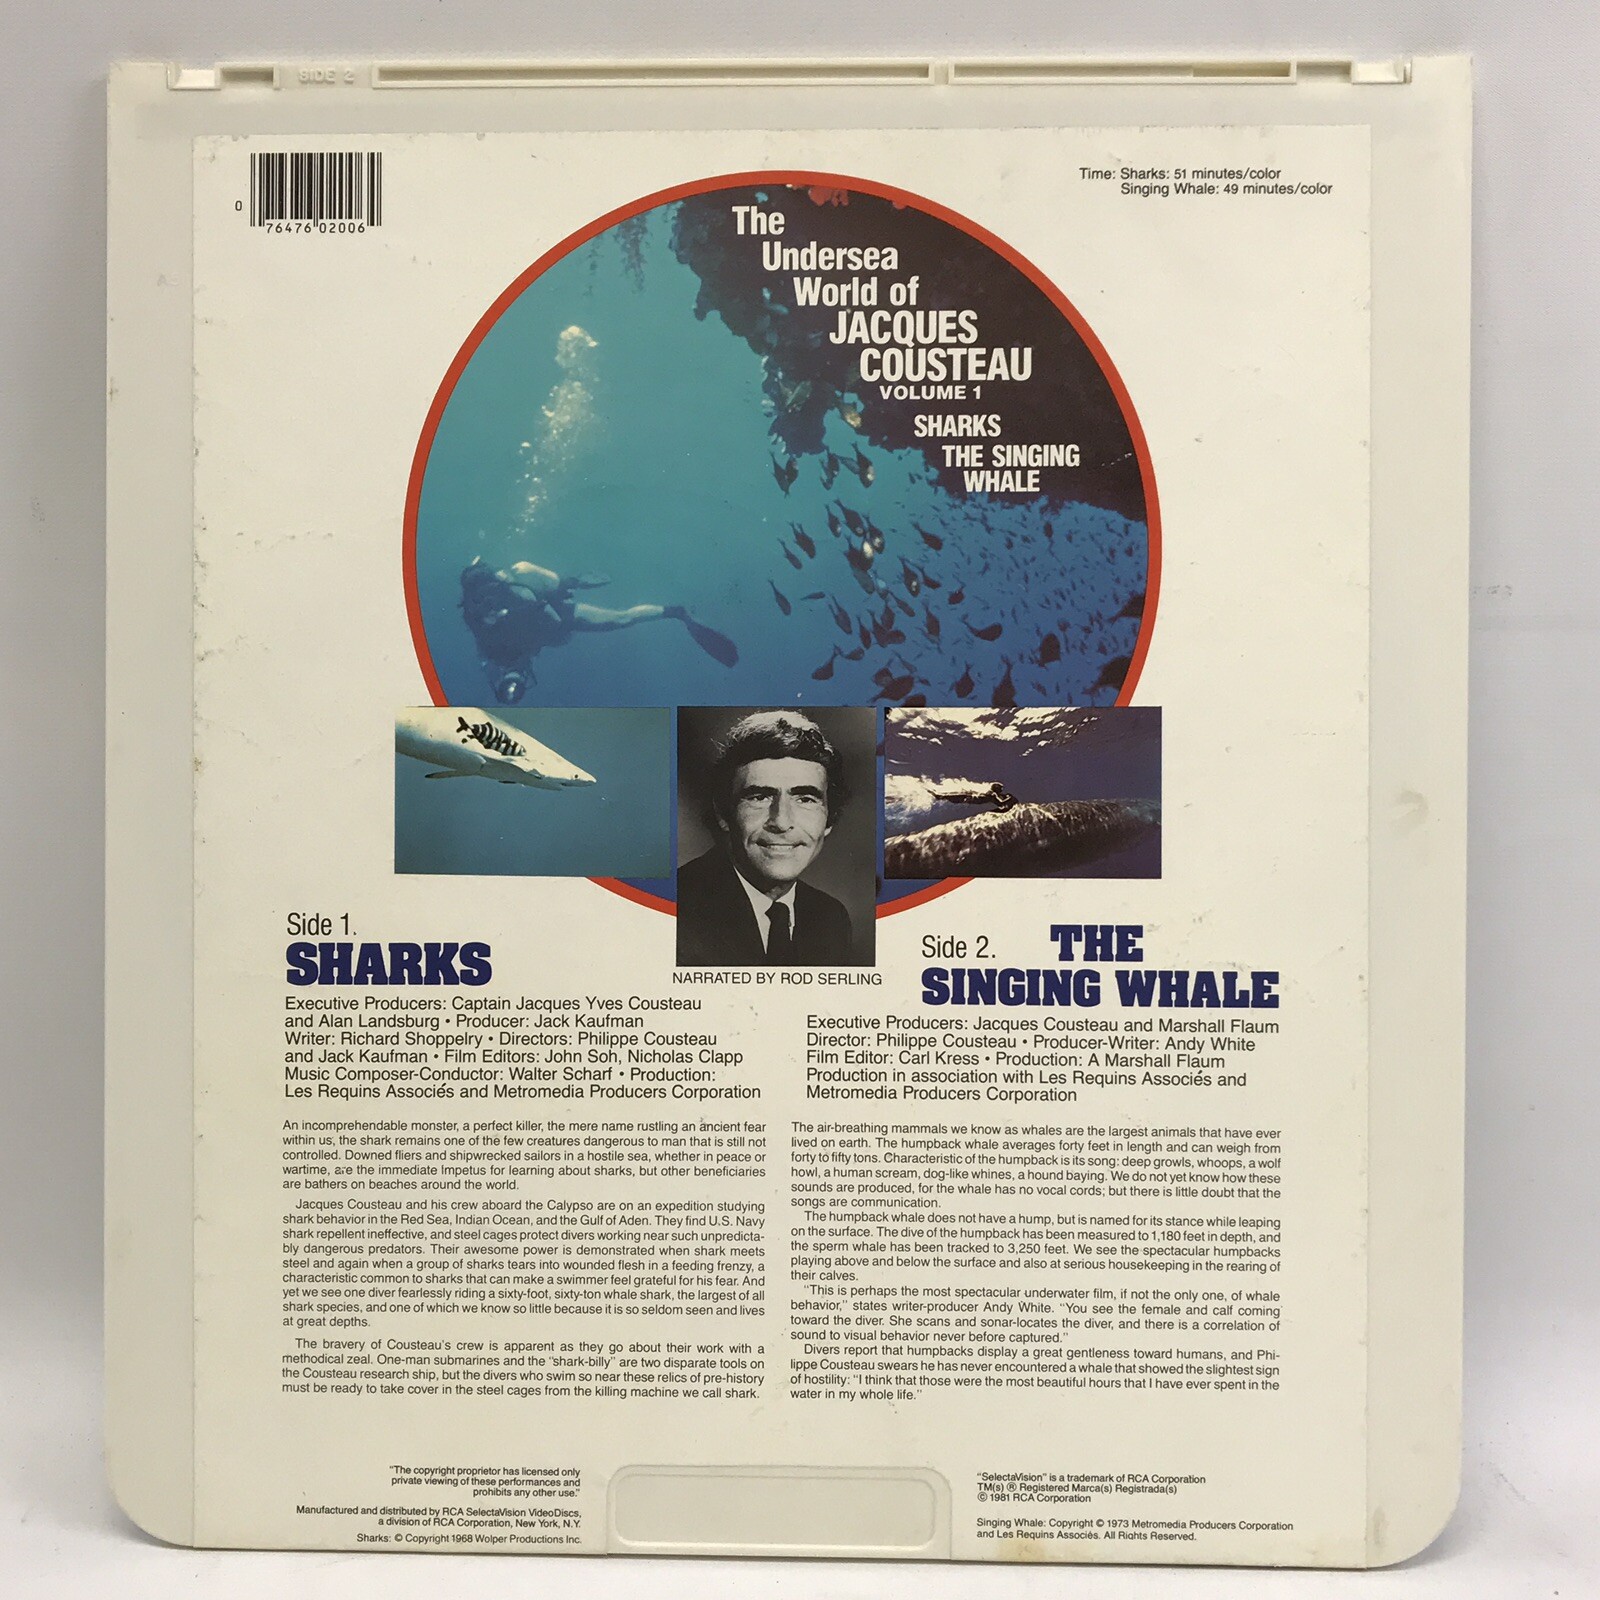 SIDE 2
0
76476 02006
Time: Sharks: 51 minutes/color
Singing Whale: 49 minutes/color
The
Undersea
World of
JACQUES
COUSTEAU
VOLUME 1
SHARKS
THE SINGING
WHALE
NARRATED BY ROD SERLING
Side 1.
SHARKS
Executive Producers: Captain Jacques Yves Cousteau
and Alan Landsburg • Producer: Jack Kaufman
Writer: Richard Shoppelry • Directors: Philippe Cousteau
and Jack Kaufman • Film Editors: John Soh, Nicholas Clapp
Music Composer-Conductor: Walter Scharf • Production:
Les Requins Associés and Metromedia Producers Corporation
An incomprehendable monster, a perfect killer, the mere name rustling an ancient fear
within us, the shark remains one of the few creatures dangerous to man that is still not
controlled. Downed fliers and shipwrecked sailors in a hostile sea, whether in peace or
wartime, are the immediate Impetus for learning about sharks, but other beneficiaries
are bathers on beaches around the world.
Jacques Cousteau and his crew aboard the Calypso are on an expedition studying
shark behavior in the Red Sea, Indian Ocean, and the Gulf of Aden. They find U.S. Navy
shark repellent ineffective, and steel cages protect divers working near such unpredicta-
bly dangerous predators. Their awesome power is demonstrated when shark meets
steel and again when a group of sharks tears into wounded flesh in a feeding frenzy, a
characteristic common to sharks that can make a swimmer feel grateful for his fear. And
yet we see one diver fearlessly riding a sixty-foot, sixty-ton whale shark, the largest of all
shark species, and one of which we know so little because it is so seldom seen and lives
at great depths.
The bravery of Cousteau's crew is apparent as they go about their work with a
methodical zeal. One-man submarines and the "shark-billy" are two disparate tools on
the Cousteau research ship, but the divers who swim so near these relics of pre-history
must be ready to take cover in the steel cages from the killing machine we call shark.
Side 2. THE
SINGING WHALE
Executive Producers: Jacques Cousteau and Marshall Flaum
Director: Philippe Cousteau • Producer-Writer: Andy White
Film Editor: Carl Kress • Production: A Marshall Flaum
Production in association with Les Requins Associés and
Metromedia Producers Corporation
The air-breathing mammals we know as whales are the largest animals that have ever
lived on earth. The humpback whale averages forty feet in length and can weigh from
forty to fifty tons. Characteristic of the humpback is its song: deep growls, whoops, a wolf
howl, a human scream, dog-like whines, a hound baying. We do not yet know how these
sounds are produced, for the whale has no vocal cords; but there is little doubt that the
songs are communication.
The humpback whale does not have a hump, but is named for its stance while leaping
on the surface. The dive of the humpback has been measured to 1,180 feet in depth, and
the sperm whale has been tracked to 3,250 feet. We see the spectacular humpbacks
playing above and below the surface and also at serious housekeeping in the rearing of
their calves.
"This is perhaps the most spectacular underwater film, if not the only one, of whale
behavior," states writer-producer Andy White. "You see the female and calf coming
toward the diver. She scans and sonar-locates the diver, and there is a correlation of
sound to visual behavior never before captured."
Divers report that humpbacks display a great gentleness toward humans, and Phi-
lippe Cousteau swears he has never encountered a whale that showed the slightest sign
of hostility: "I think that those were the most beautiful hours that I have ever spent in the
water in my whole life."
"The copyright proprietor has licensed only
private viewing of these performances and
prohibits any other use."
Manufactured and distributed by RCA SelectaVision VideoDiscs,
a division of RCA Corporation, New York, N.Y.
Sharks: © Copyright 1968 Wolper Productions Inc.
"SelectaVision" is a trademark of RCA Corporation
TM(s) ® Registered Marca(s) Registrada(s)
© 1981 RCA Corporation
Singing Whale: Copyright © 1973 Metromedia Producers Corporation
and Les Requins Associés. All Rights Reserved.